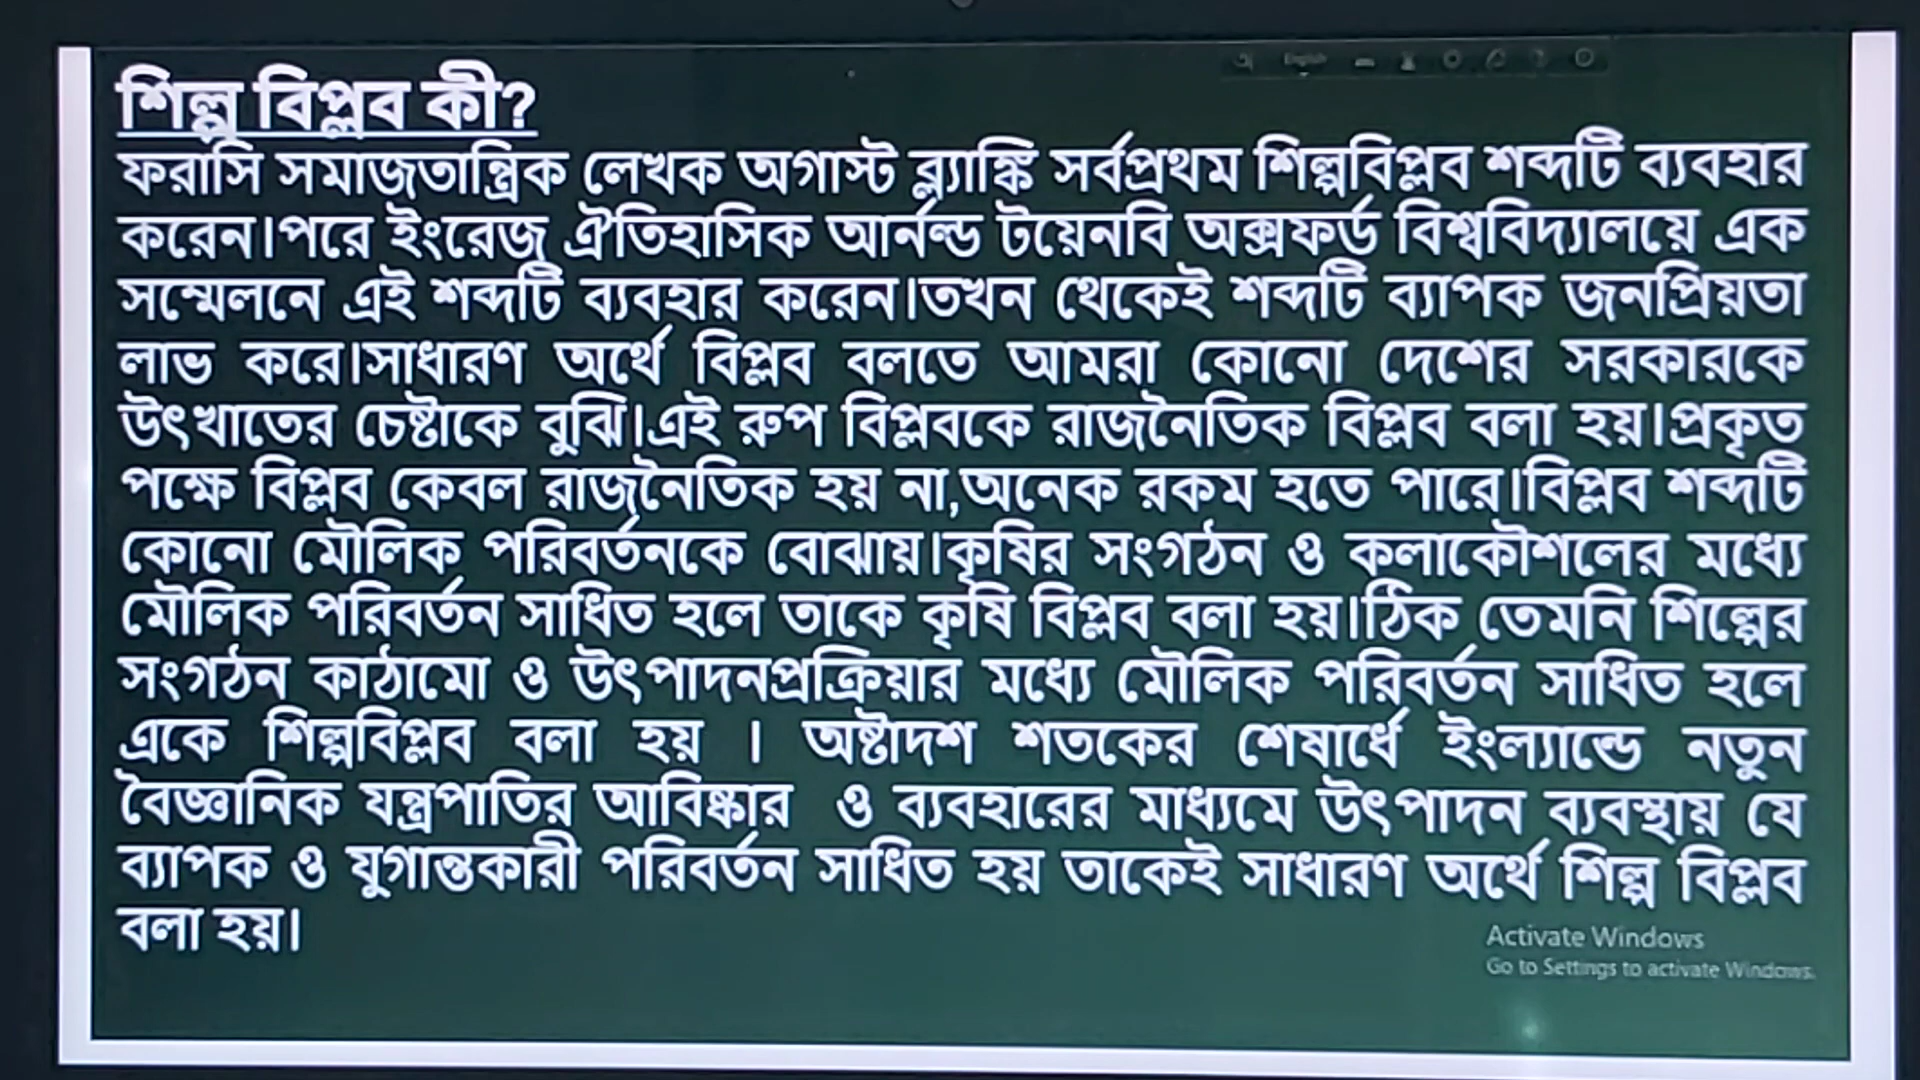 শিল্প বিপ্লব কী?
ফরাসি সমাজতান্ত্রিক লেখক অগাস্ট ব্ল্যাঙ্কি সর্বপ্রথম শিল্পবিপ্লব শব্দটি ব্যবহার
করেন।পরে ইংরেজ ঐতিহাসিক আর্নল্ড টয়েনবি অক্সফর্ড বিশ্ববিদ্যালয়ে এক
সম্মেলনে এই শব্দটি ব্যবহার করেন।তখন থেকেই শব্দটি ব্যাপক জনপ্রিয়তা
লাভ করে।সাধারণ অর্থে বিপ্লব বলতে আমরা কোনো দেশের সরকারকে
উৎখাতের চেষ্টাকে বুঝি।এই রুপ বিপ্লবকে রাজনৈতিক বিপ্লব বলা হয়।প্রকৃত
পক্ষে বিপ্লব কেবল রাজনৈতিক হয় না,অনেক রকম হতে পারে।বিপ্লব শব্দটি
কোনো মৌলিক পরিবর্তনকে বোঝায়।কৃষির সংগঠন ও কলাকৌশলের মধ্যে
মৌলিক পরিবর্তন সাধিত হলে তাকে কৃষি বিপ্লব বলা হয়।ঠিক তেমনি শিল্পের
সংগঠন কাঠামো ও উৎপাদনপ্রক্রিয়ার মধ্যে মৌলিক পরিবর্তন সাধিত হলে
একে শিল্পবিপ্লব বলা হয় । অষ্টাদশ শতকের শেষার্ধে ইংল্যান্ডে নতুন
বৈজ্ঞানিক যন্ত্রপাতির আবিষ্কার ও ব্যবহারের মাধ্যমে উৎপাদন ব্যবস্থায় যে
ব্যাপক ও যুগান্তকারী পরিবর্তন সাধিত হয় তাকেই সাধারণ অর্থে শিল্প বিপ্লব
বলা হয়।
Activate Windows
Go to Settings to activate Windows.